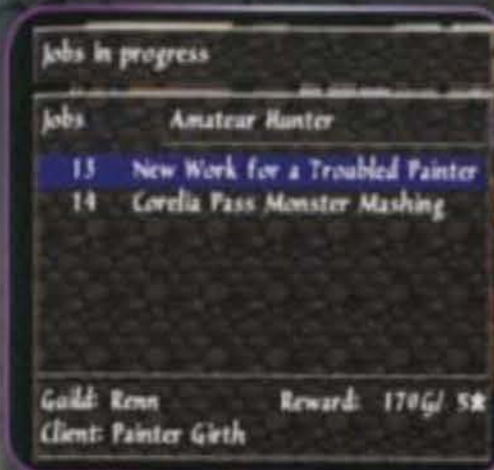 Jobs in progress
Jobs Amateur Hunter
13 New Work for a Troubled Painter
14 Corelia Pass Monster Mashing
Guild: Renn Reward: 170G/ 5★
Client: Painter Girth